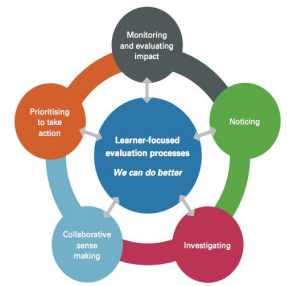 Monitoring
and evaluating
impact
Prioritising
to take
action
Noticing
Learner-focused
evaluation processes
We can do better
Collaborative
sense
making
Investigating